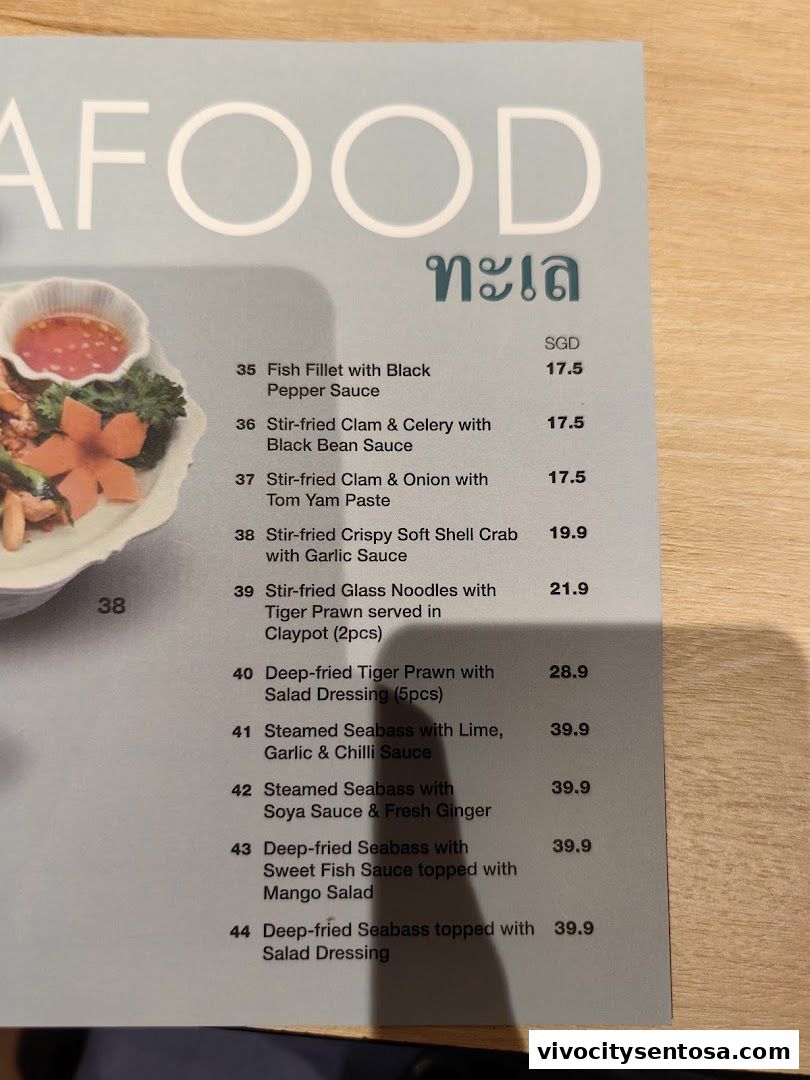 AFOOD
ทะเล
SGD
35 Fish Fillet with Black 17.5
Pepper Sauce
36 Stir-fried Clam & Celery with 17.5
Black Bean Sauce
37 Stir-fried Clam & Onion with 17.5
Tom Yam Paste
38 Stir-fried Crispy Soft Shell Crab 19.9
with Garlic Sauce
39 Stir-fried Glass Noodles with 21.9
Tiger Prawn served in
Claypot (2pcs)
38
40 Deep-fried Tiger Prawn with 28.9
Salad Dressing (5pcs)
41 Steamed Seabass with Lime, 39.9
Garlic & Chilli Sauce
42 Steamed Seabass with 39.9
Soya Sauce & Fresh Ginger
43 Deep-fried Seabass with 39.9
Sweet Fish Sauce topped with
Mango Salad
44 Deep-fried Seabass topped with 39.9
Salad Dressing
vivocitysentosa.com